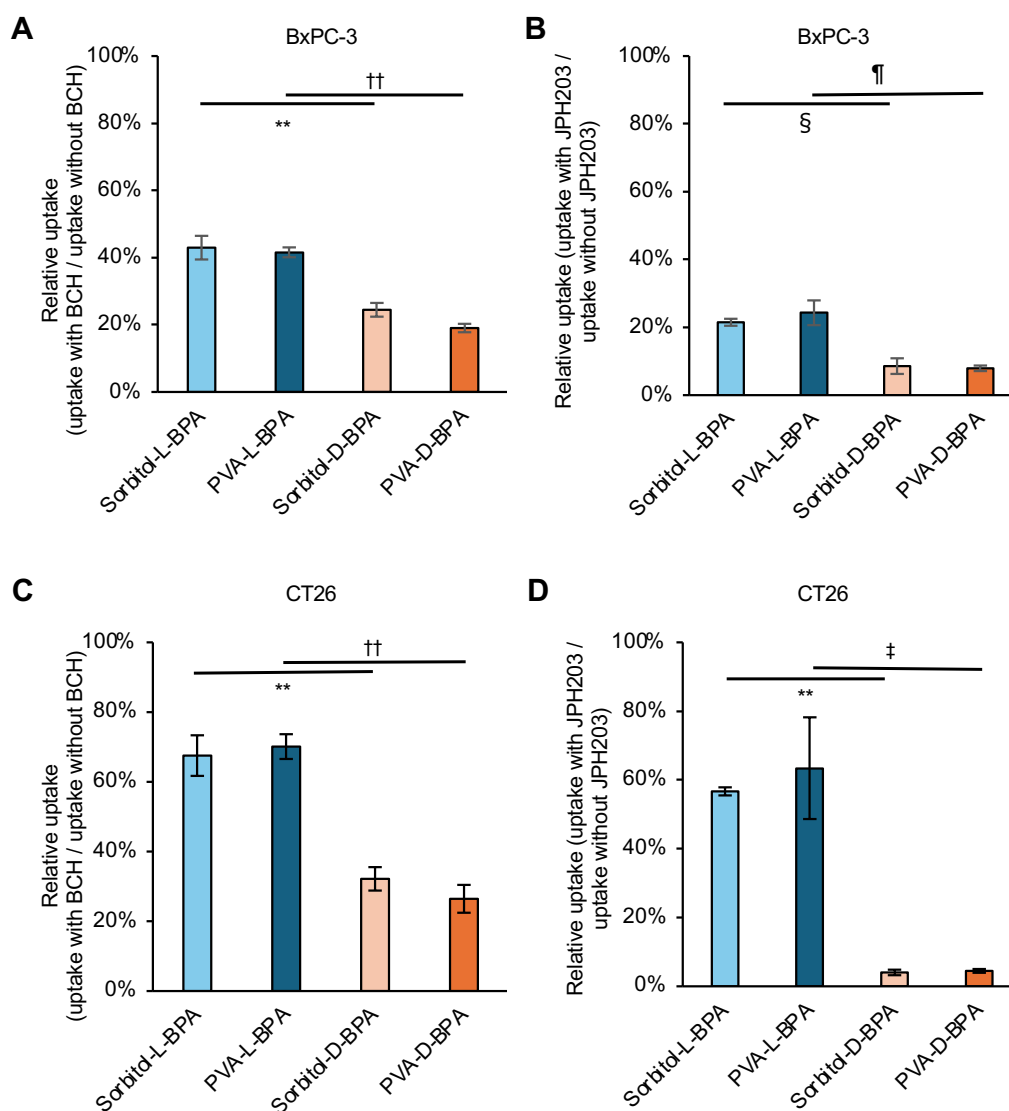 A
BxPC-3
Relative uptake
(uptake with BCH / uptake without BCH)
100%
80%
60%
40%
20%
0%
††
**
Sorbitol-L-BPA
PVA-L-BPA
Sorbitol-D-BPA
PVA-D-BPA
B
BxPC-3
Relative uptake (uptake with JPH203 /
uptake without JPH203)
100%
80%
60%
40%
20%
0%
¶
§
Sorbitol-L-BPA
PVA-L-BPA
Sorbitol-D-BPA
PVA-D-BPA
C
CT26
Relative uptake
(uptake with BCH / uptake without BCH)
100%
80%
60%
40%
20%
0%
††
**
Sorbitol-L-BPA
PVA-L-BPA
Sorbitol-D-BPA
PVA-D-BPA
D
CT26
Relative uptake (uptake with JPH203 /
uptake without JPH203)
100%
80%
60%
40%
20%
0%
‡
**
Sorbitol-L-BPA
PVA-L-BPA
Sorbitol-D-BPA
PVA-D-BPA